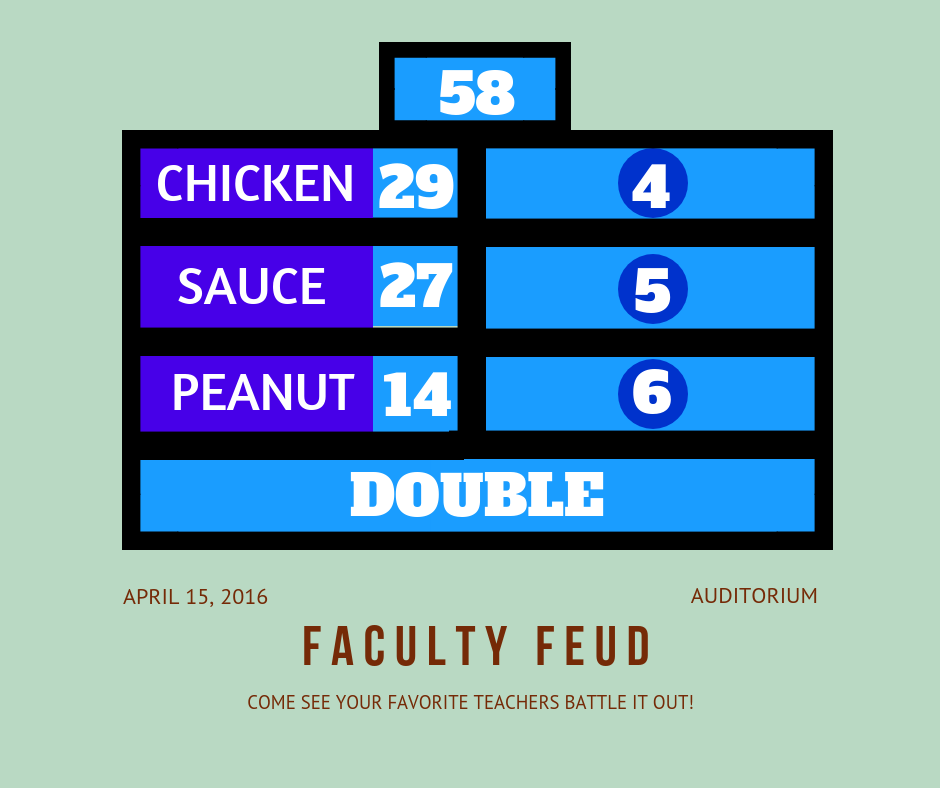 58
CHICKEN 29 4
SAUCE 27 5
PEANUT 14 6
DOUBLE
APRIL 15, 2016 AUDITORIUM
FACULTY FEUD
COME SEE YOUR FAVORITE TEACHERS BATTLE IT OUT!